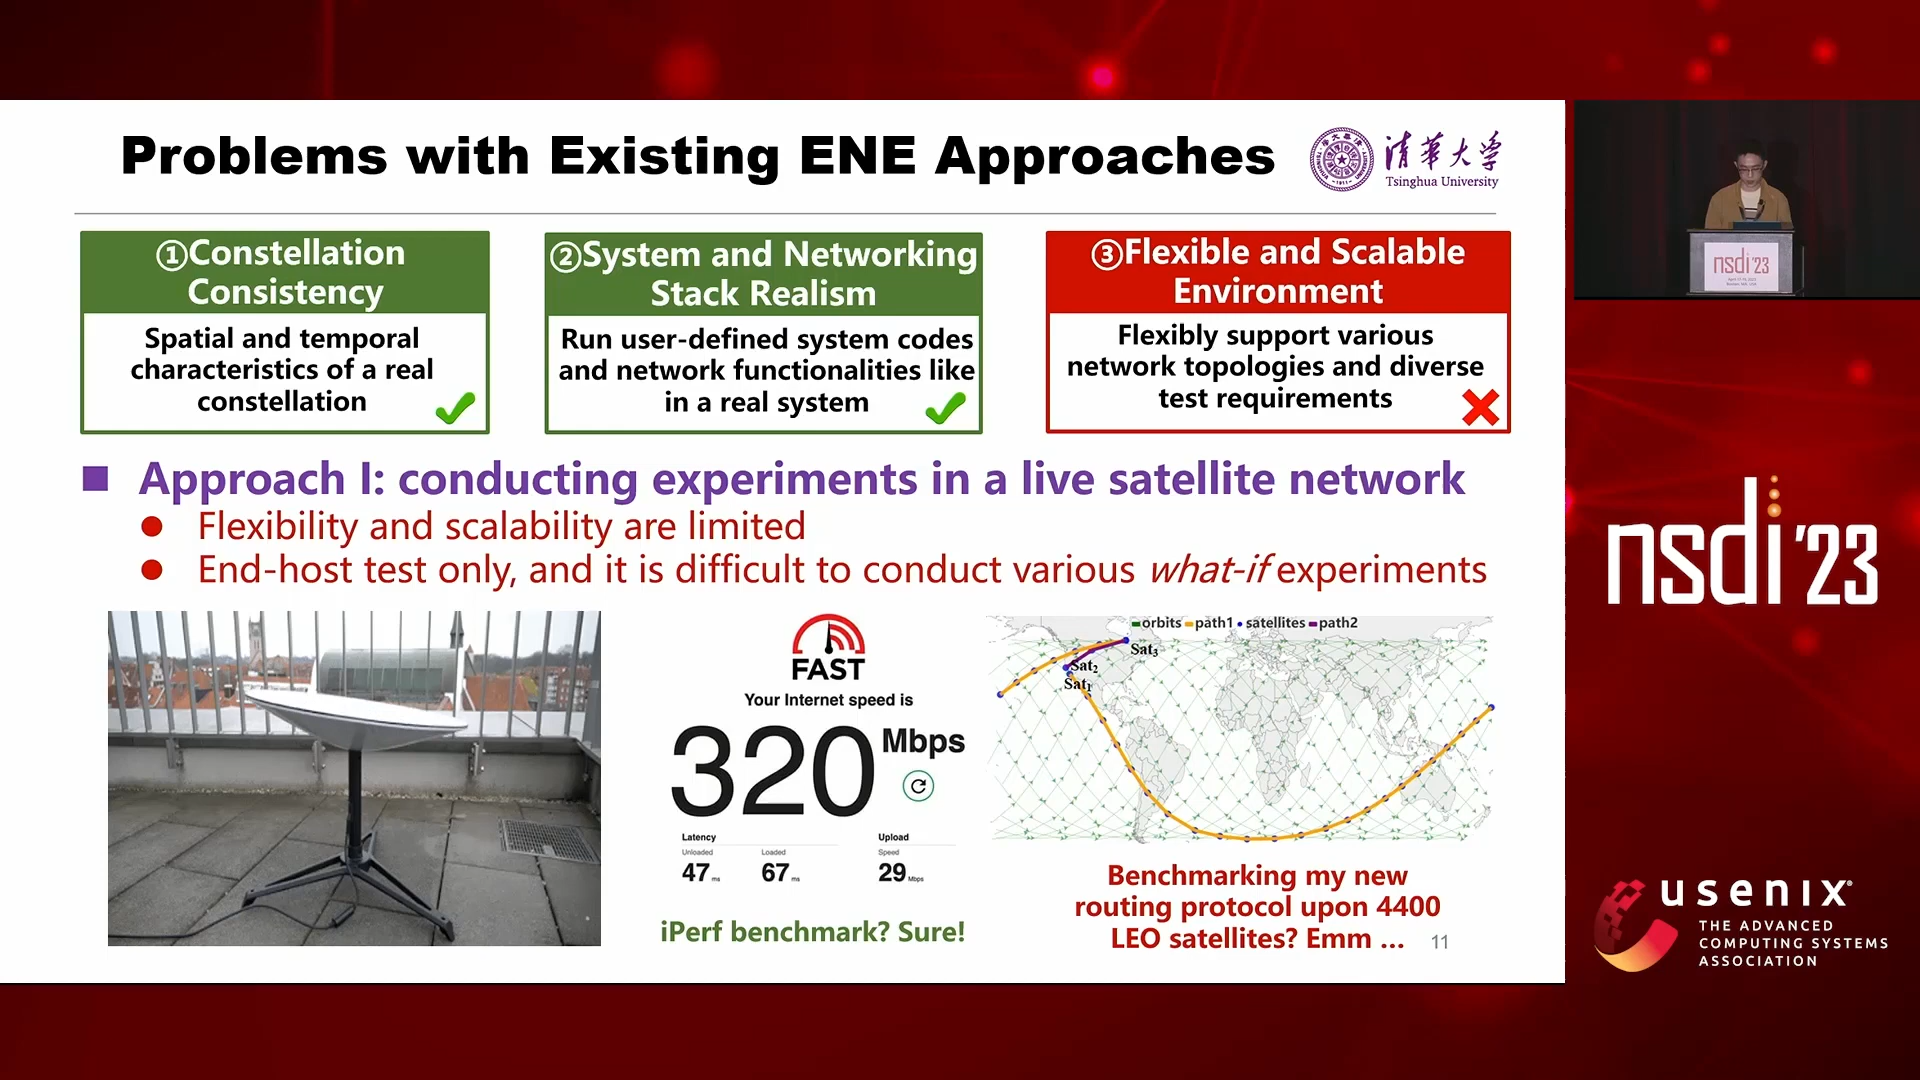 Problems with Existing ENE Approaches
清華大学
Tsinghua University
①Constellation
Consistency
Spatial and temporal
characteristics of a real
constellation
②System and Networking
Stack Realism
Run user-defined system codes
and network functionalities like
in a real system
③Flexible and Scalable
Environment
Flexibly support various
network topologies and diverse
test requirements
Approach I: conducting experiments in a live satellite network
Flexibility and scalability are limited
End-host test only, and it is difficult to conduct various what-if experiments
FAST
Your Internet speed is
320 Mbps
Latency
Upload
Unloaded
Loaded
Speed
47 ms
67 ms
29 Mbps
iPerf benchmark? Sure!
orbits path1 satellites path2
Sat3
Sat2
Sat1
Benchmarking my new
routing protocol upon 4400
LEO satellites? Emm ...
11
nsdi '23
nsdi '23
usenix
THE ADVANCED
COMPUTING SYSTEMS
ASSOCIATION